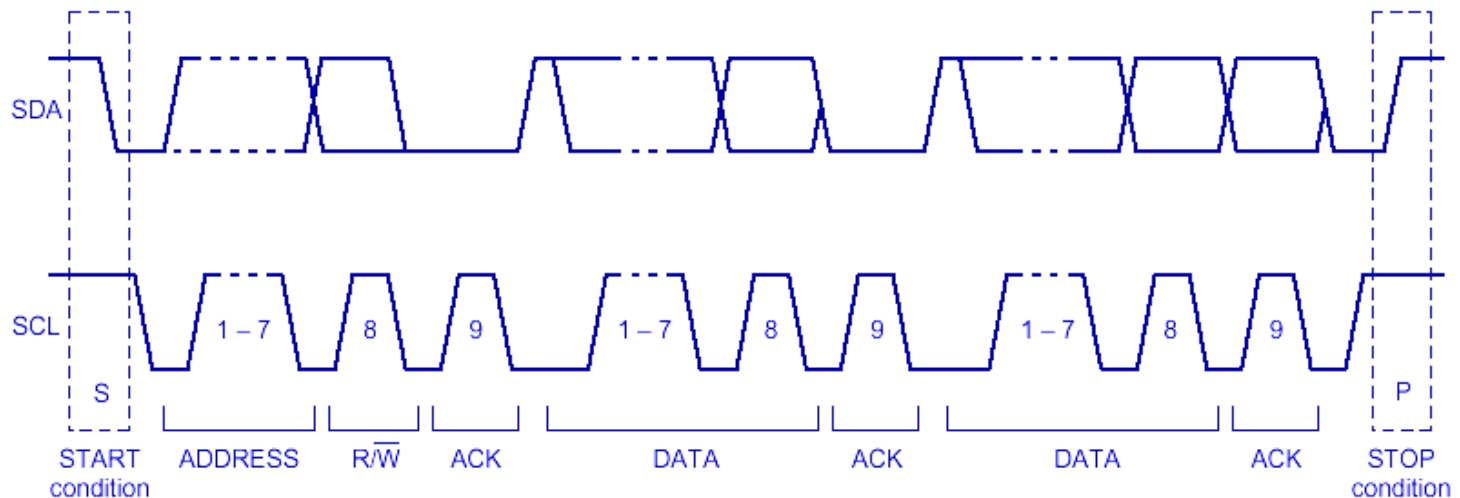 SDA
SCL
1 – 7
8
9
1 – 7
8
9
1 – 7
8
9
S
P
START
condition
ADDRESS
R/W̅
ACK
DATA
ACK
DATA
ACK
STOP
condition